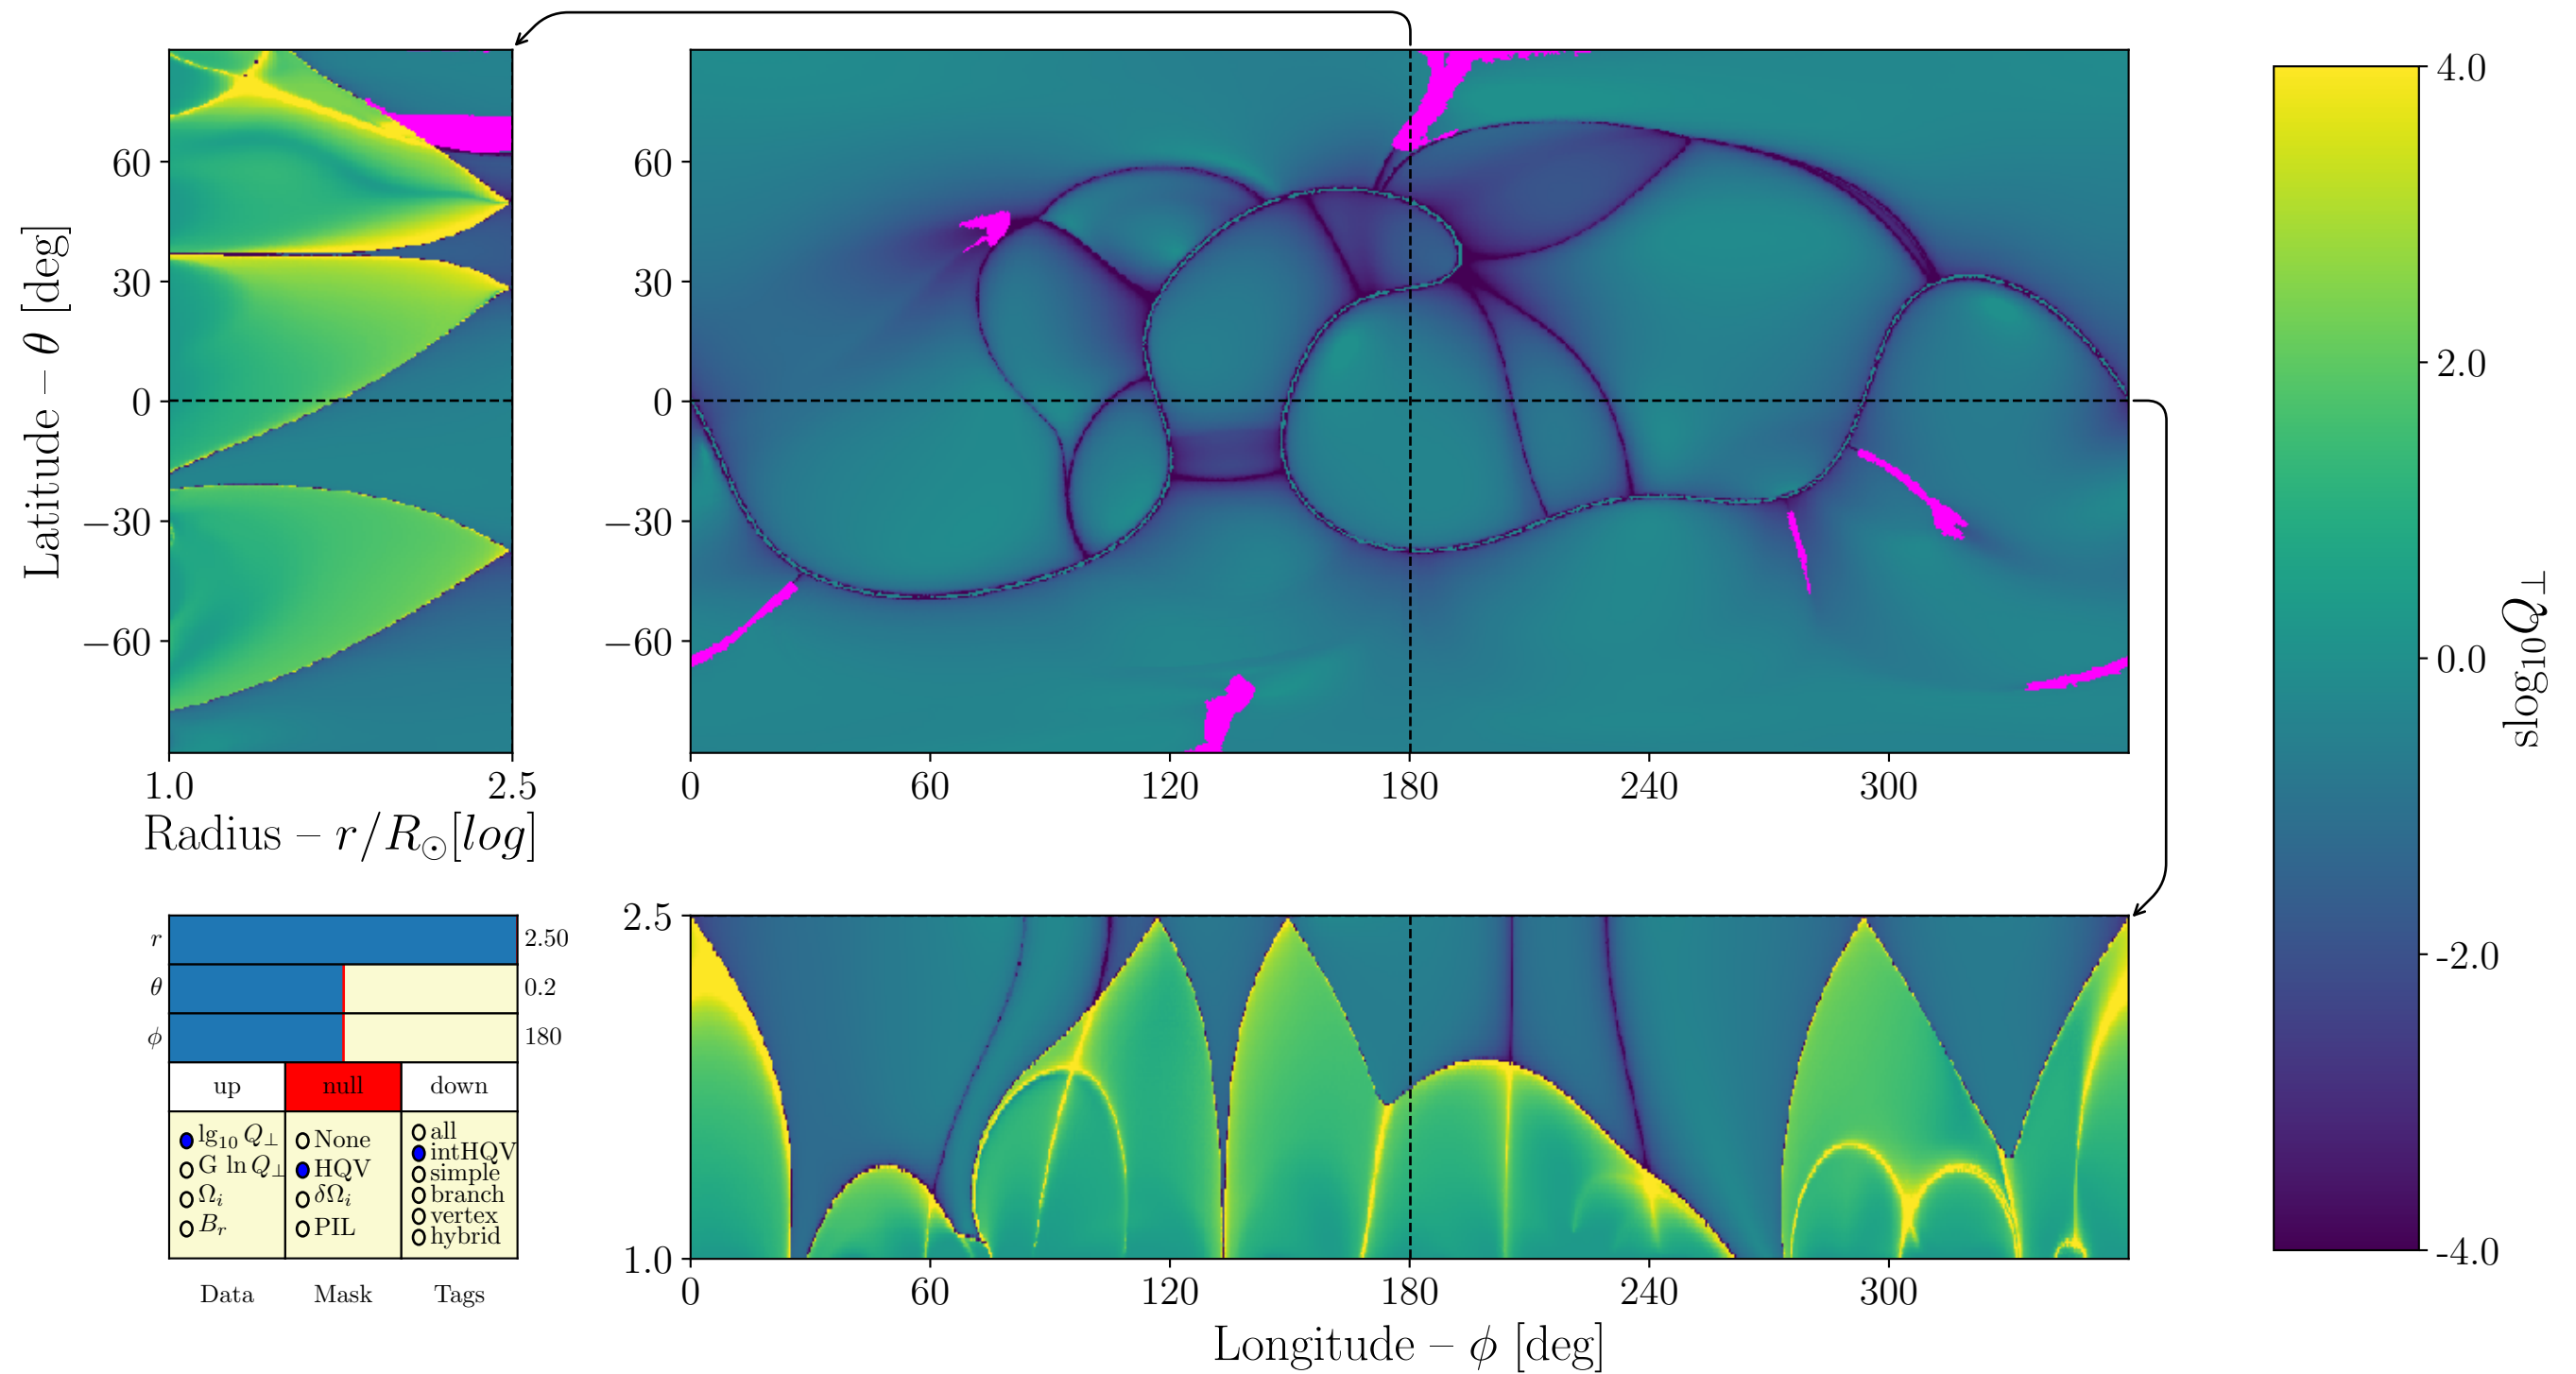 60
30
0
−30
−60
Latitude – θ [deg]
1.0 2.5
Radius – r/R⊙[log]
60
30
0
−30
−60
0 60 120 180 240 300
4.0
2.0
0.0
-2.0
-4.0
slog₁₀Q⊥
r 2.50
θ 0.2
ϕ 180
up null down
lg₁₀ Q⊥
G ln Q⊥
Ωᵢ
Bᵣ
None
HQV
δΩᵢ
PIL
all
intHQV
simple
branch
vertex
hybrid
Data Mask Tags
2.5
1.0
0 60 120 180 240 300
Longitude – ϕ [deg]